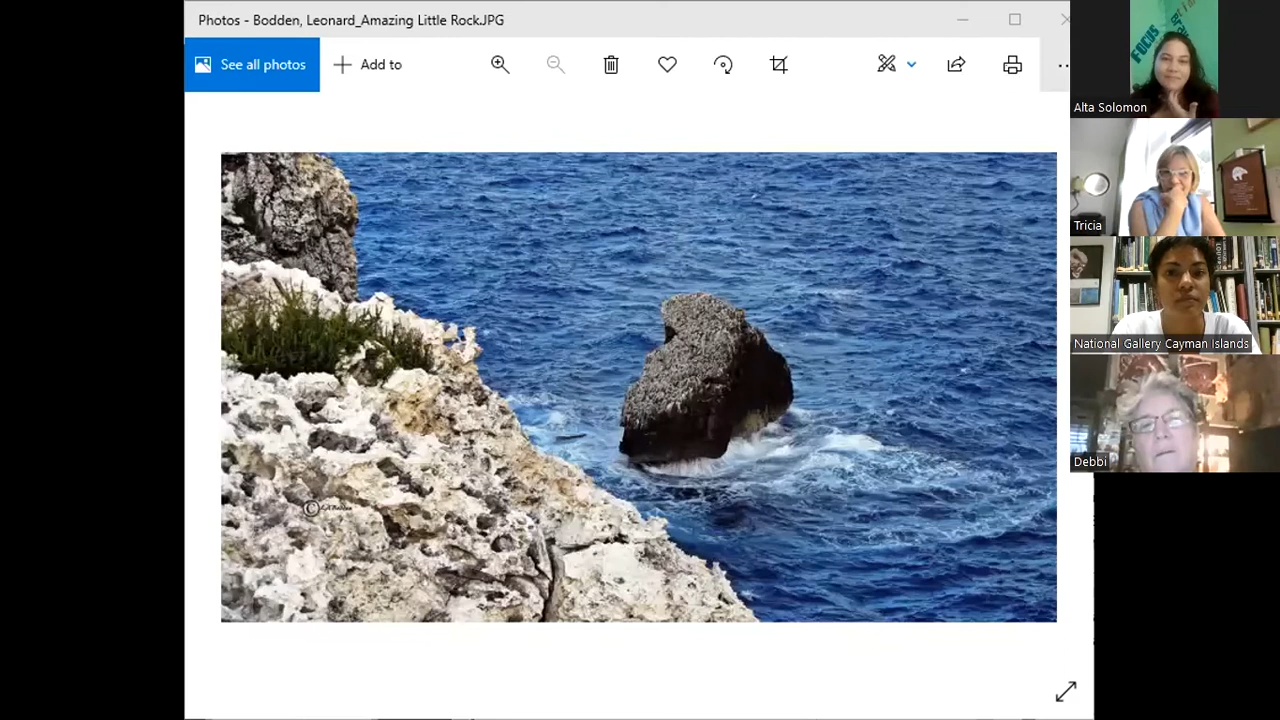 Photos - Bodden, Leonard_Amazing Little Rock.JPG
See all photos
Add to
FOCUS
Alta Solomon
Tricia
National Gallery Cayman Islands
Debbi
©